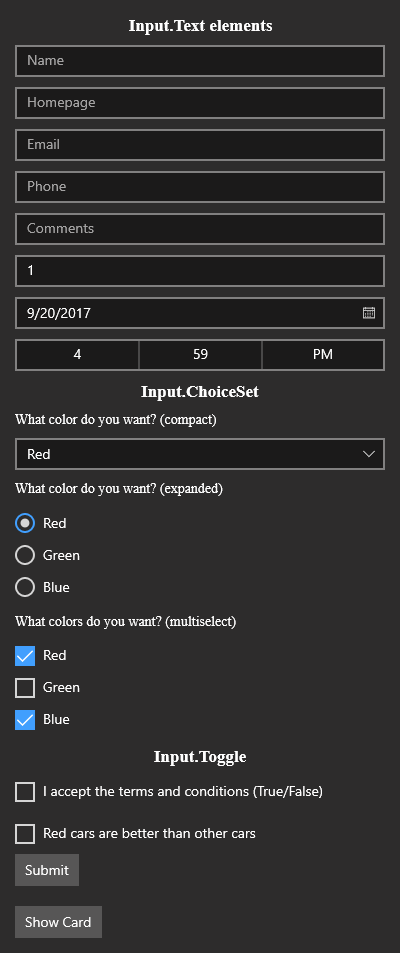 Input.Text elements
Name
Homepage
Email
Phone
Comments
1
9/20/2017
4 59 PM
Input.ChoiceSet
What color do you want? (compact)
Red
What color do you want? (expanded)
Red
Green
Blue
What colors do you want? (multiselect)
Red
Green
Blue
Input.Toggle
I accept the terms and conditions (True/False)
Red cars are better than other cars
Submit
Show Card